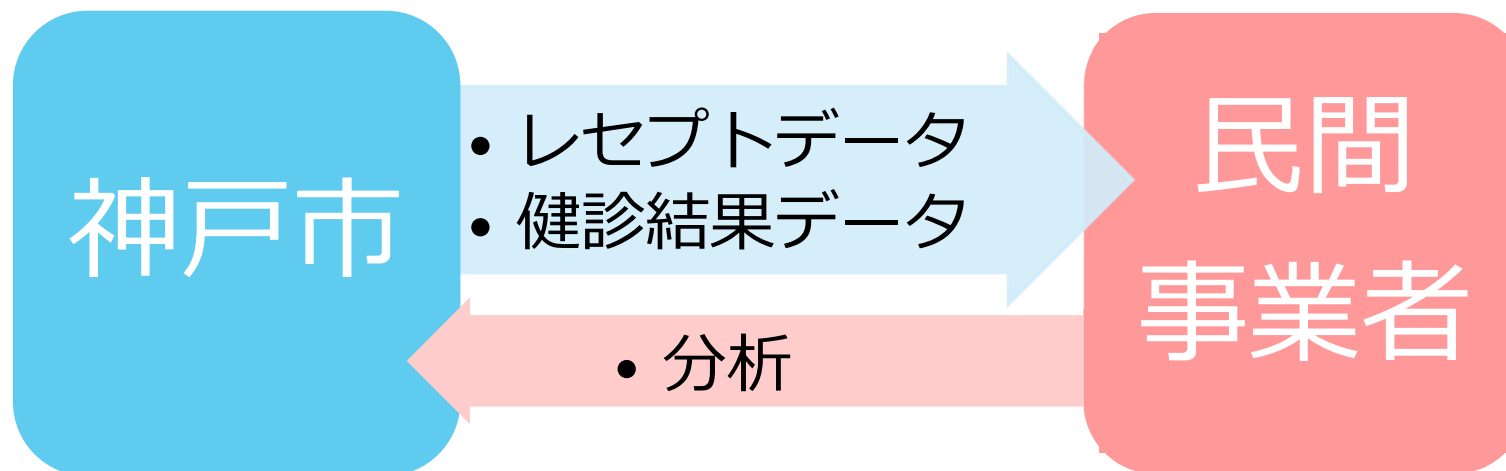 神戸市
• レセプトデータ
• 健診結果データ
• 分析
民間
事業者